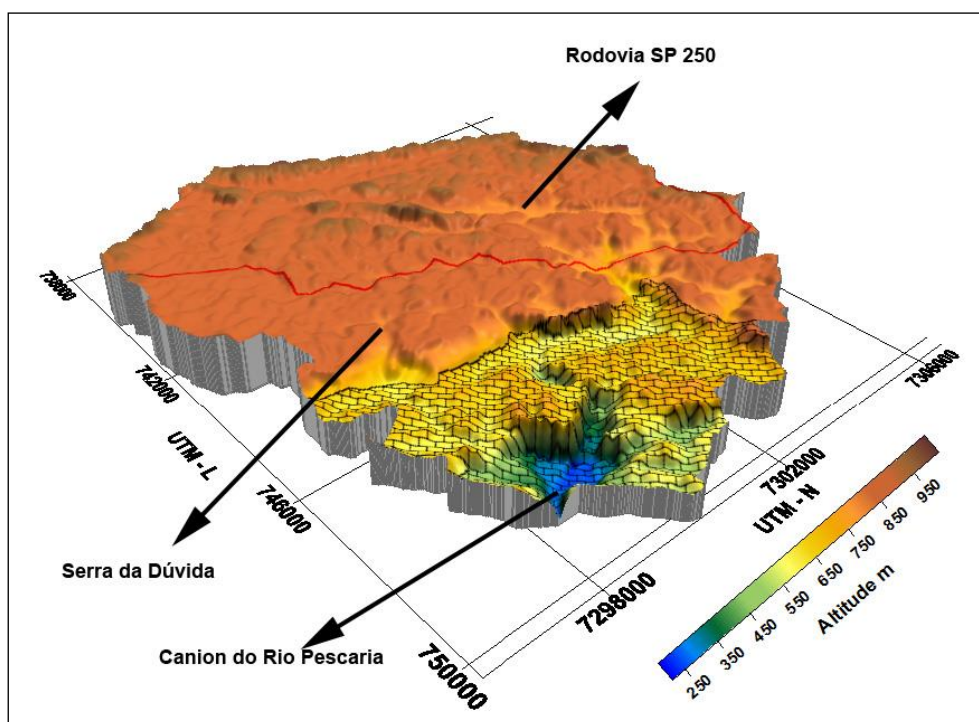 Rodovia SP 250
738000
742000
UTM - L
746000
750000
Serra da Dúvida
Canion do Rio Pescaria
7306000
7302000
UTM - N
7298000
950
850
750
650
550
450
350
250
Altitude m